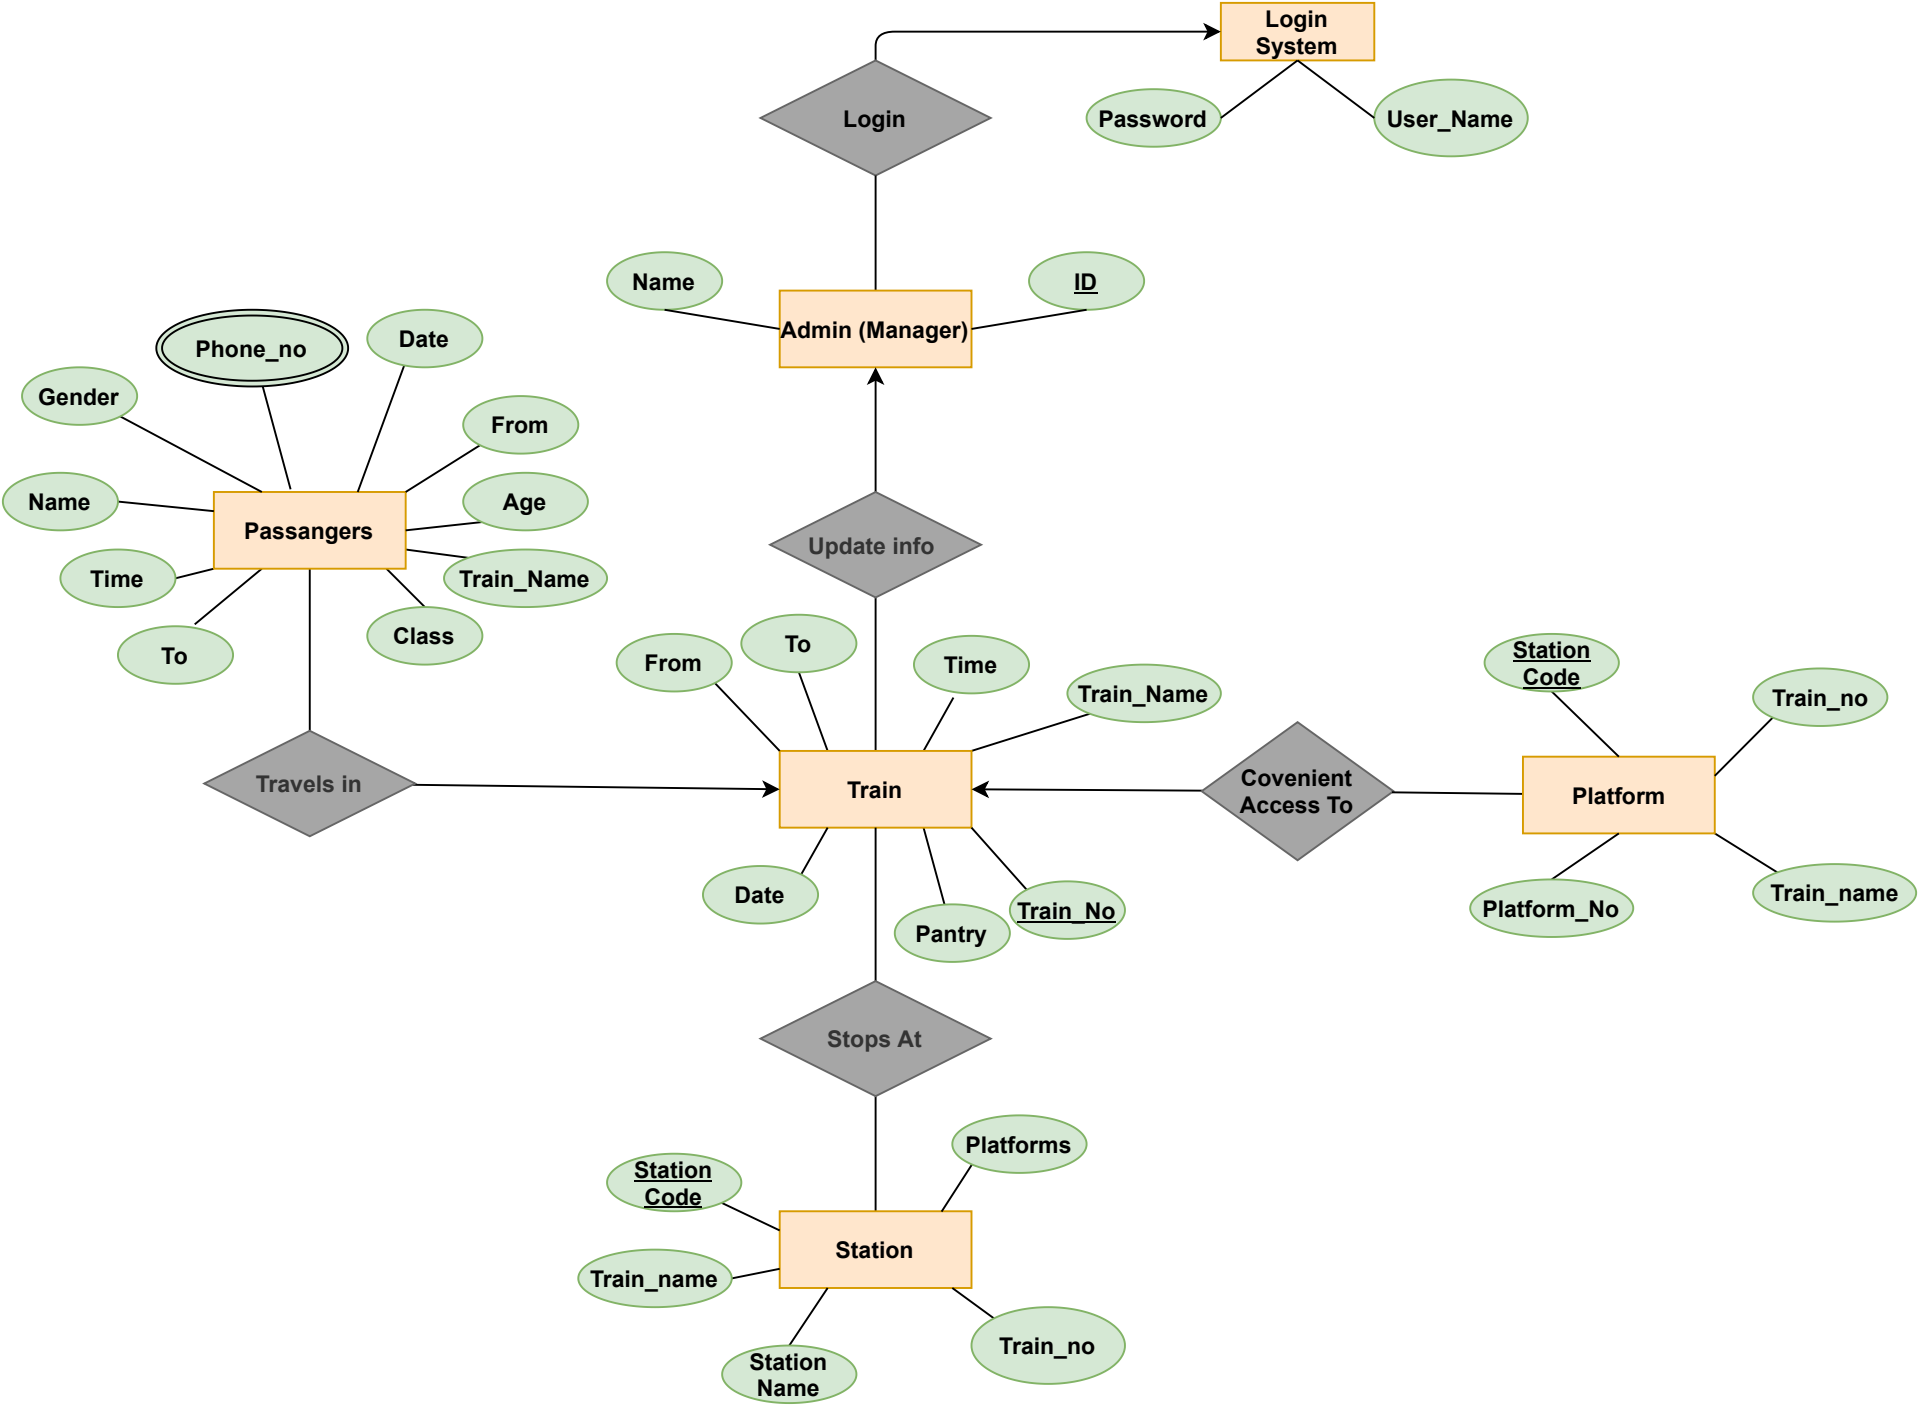 Login
System
Login
Password
User_Name
Name
ID
Admin (Manager)
Phone_no
Date
Gender
From
Name
Age
Passangers
Time
Train_Name
To
Class
Update info
From
To
Time
Train_Name
Travels in
Train
Covenient
Access To
Station
Code
Train_no
Platform
Date
Pantry
Train_No
Platform_No
Train_name
Stops At
Platforms
Station
Code
Station
Train_name
Station
Name
Train_no